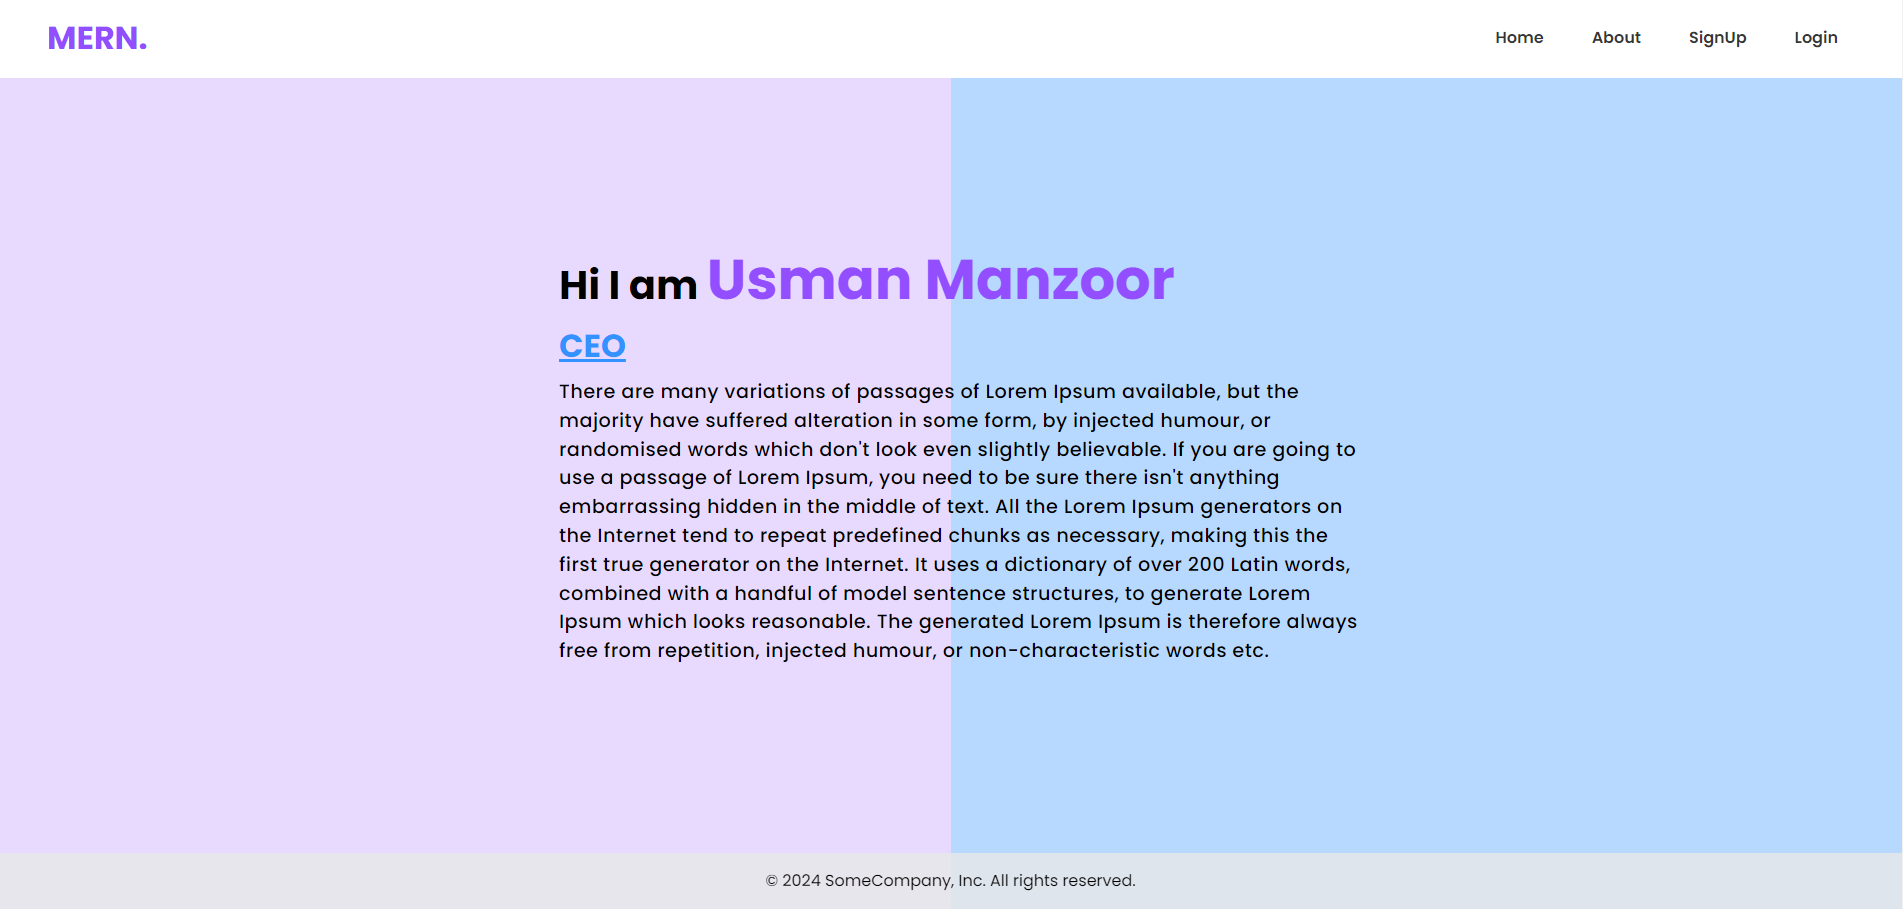 MERN.
Home About SignUp Login
Hi I am Usman Manzoor
CEO
There are many variations of passages of Lorem Ipsum available, but the
majority have suffered alteration in some form, by injected humour, or
randomised words which don't look even slightly believable. If you are going to
use a passage of Lorem Ipsum, you need to be sure there isn't anything
embarrassing hidden in the middle of text. All the Lorem Ipsum generators on
the Internet tend to repeat predefined chunks as necessary, making this the
first true generator on the Internet. It uses a dictionary of over 200 Latin words,
combined with a handful of model sentence structures, to generate Lorem
Ipsum which looks reasonable. The generated Lorem Ipsum is therefore always
free from repetition, injected humour, or non-characteristic words etc.
© 2024 SomeCompany, Inc. All rights reserved.